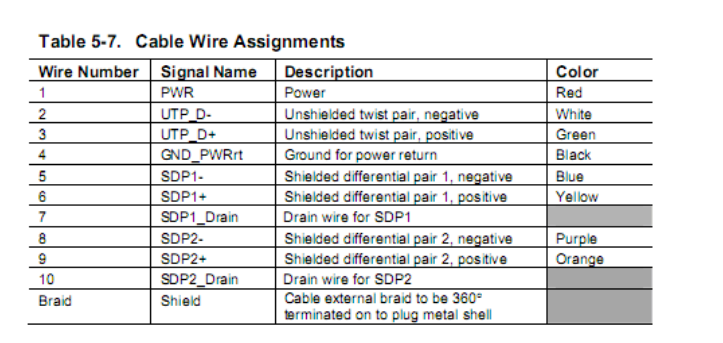 Table 5-7. Cable Wire Assignments
Wire Number Signal Name Description Color
1 PWR Power Red
2 UTP_D- Unshielded twist pair, negative White
3 UTP_D+ Unshielded twist pair, positive Green
4 GND_PWRrt Ground for power return Black
5 SDP1- Shielded differential pair 1, negative Blue
6 SDP1+ Shielded differential pair 1, positive Yellow
7 SDP1_Drain Drain wire for SDP1
8 SDP2- Shielded differential pair 2, negative Purple
9 SDP2+ Shielded differential pair 2, positive Orange
10 SDP2_Drain Drain wire for SDP2
Braid Shield Cable external braid to be 360°
terminated on to plug metal shell